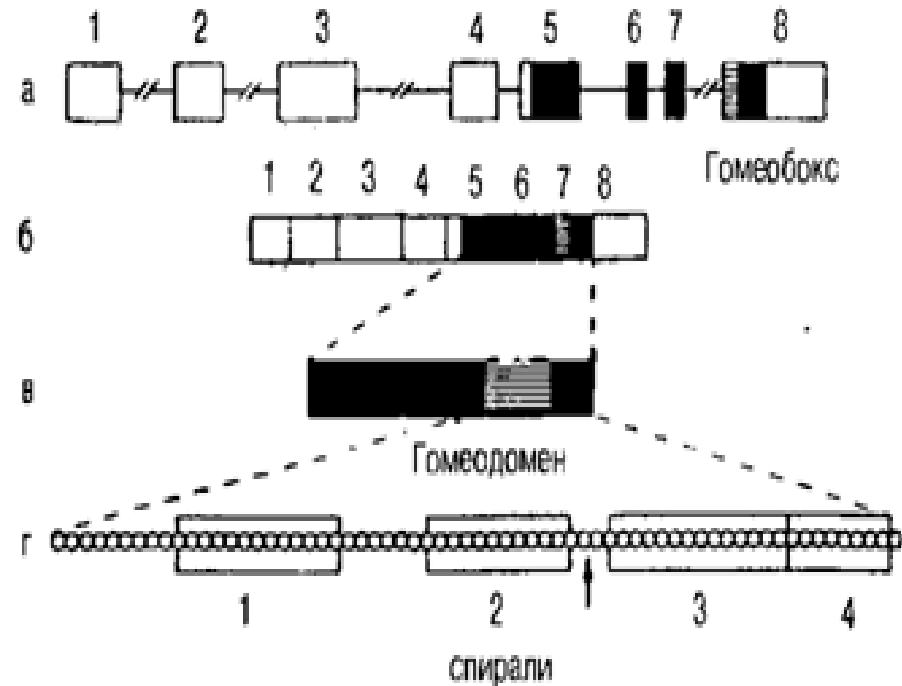 1 2 3 4 5 6 7 8
а
Гомеобокс
1 2 3 4 5 6 7 8
б
в
Гомеодомен
г
1 2 3 4
спирали